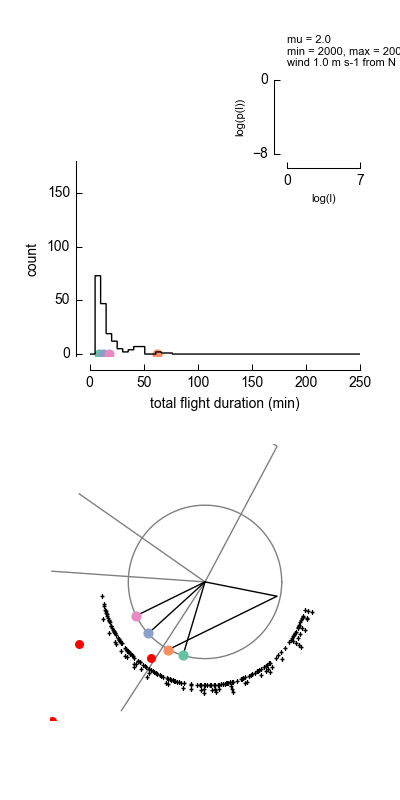 mu = 2.0
min = 2000, max = 200
wind 1.0 m s-1 from N
0
log(p(l))
−8
0 7
log(l)
150
100
50
0
count
0 50 100 150 200 250
total flight duration (min)